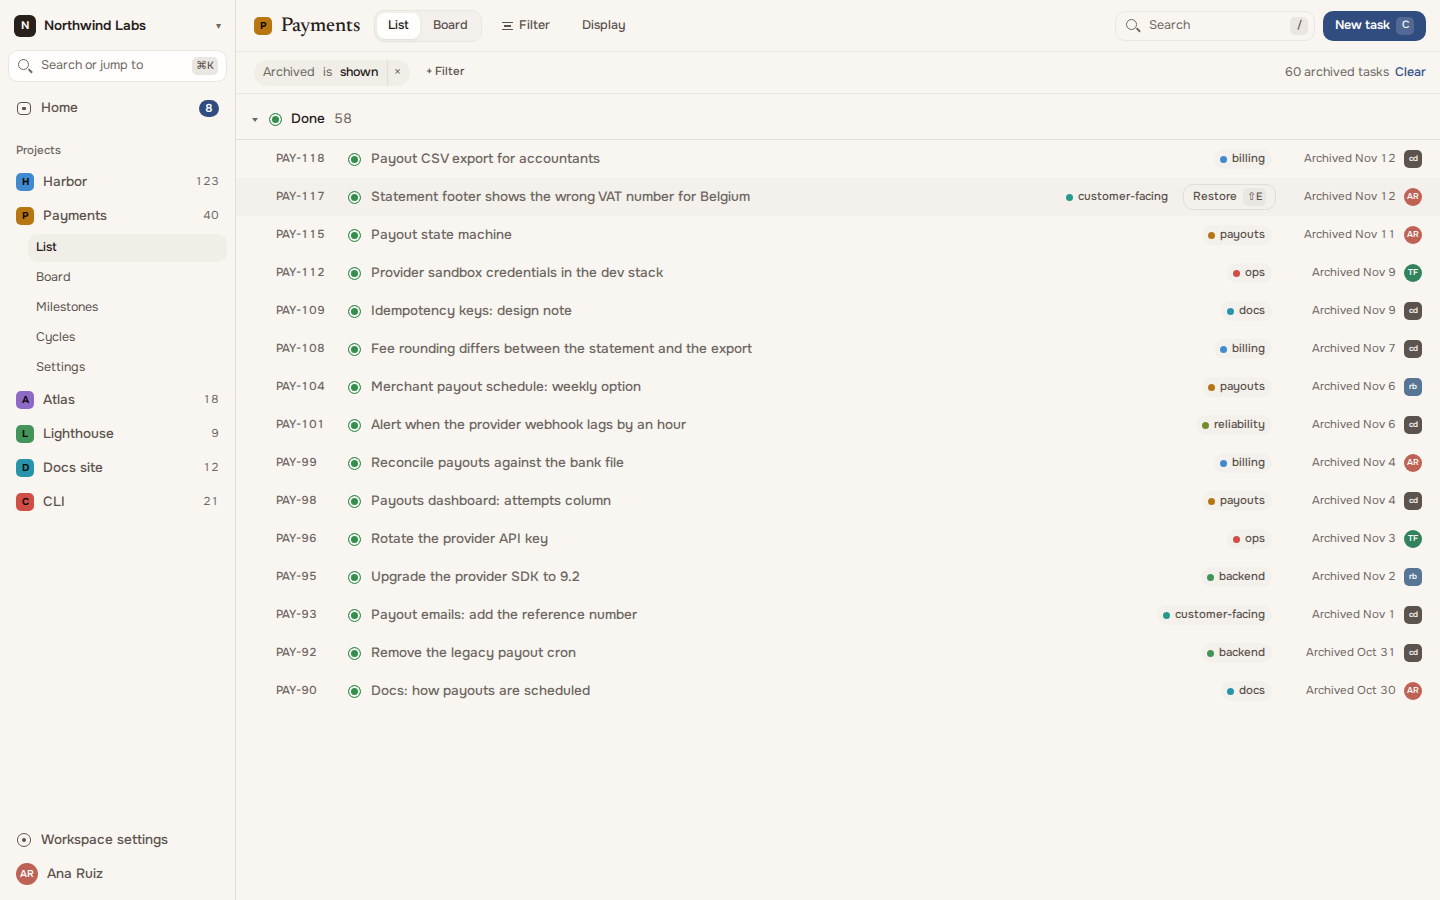 N Northwind Labs ▾
Search or jump to ⌘K
Home 8
Projects
H Harbor 123
P Payments 40
List
Board
Milestones
Cycles
Settings
A Atlas 18
L Lighthouse 9
D Docs site 12
C CLI 21
Workspace settings
AR Ana Ruiz
P Payments List Board Filter Display Search / New task C
Archived is shown × + Filter 60 archived tasks Clear
Done 58
PAY-118 Payout CSV export for accountants billing Archived Nov 12 cd
PAY-117 Statement footer shows the wrong VAT number for Belgium customer-facing Restore ⇧E Archived Nov 12 AR
PAY-115 Payout state machine payouts Archived Nov 11 AR
PAY-112 Provider sandbox credentials in the dev stack ops Archived Nov 9 TF
PAY-109 Idempotency keys: design note docs Archived Nov 9 cd
PAY-108 Fee rounding differs between the statement and the export billing Archived Nov 7 cd
PAY-104 Merchant payout schedule: weekly option payouts Archived Nov 6 rb
PAY-101 Alert when the provider webhook lags by an hour reliability Archived Nov 6 cd
PAY-99 Reconcile payouts against the bank file billing Archived Nov 4 AR
PAY-98 Payouts dashboard: attempts column payouts Archived Nov 4 cd
PAY-96 Rotate the provider API key ops Archived Nov 3 TF
PAY-95 Upgrade the provider SDK to 9.2 backend Archived Nov 2 rb
PAY-93 Payout emails: add the reference number customer-facing Archived Nov 1 cd
PAY-92 Remove the legacy payout cron backend Archived Oct 31 cd
PAY-90 Docs: how payouts are scheduled docs Archived Oct 30 AR